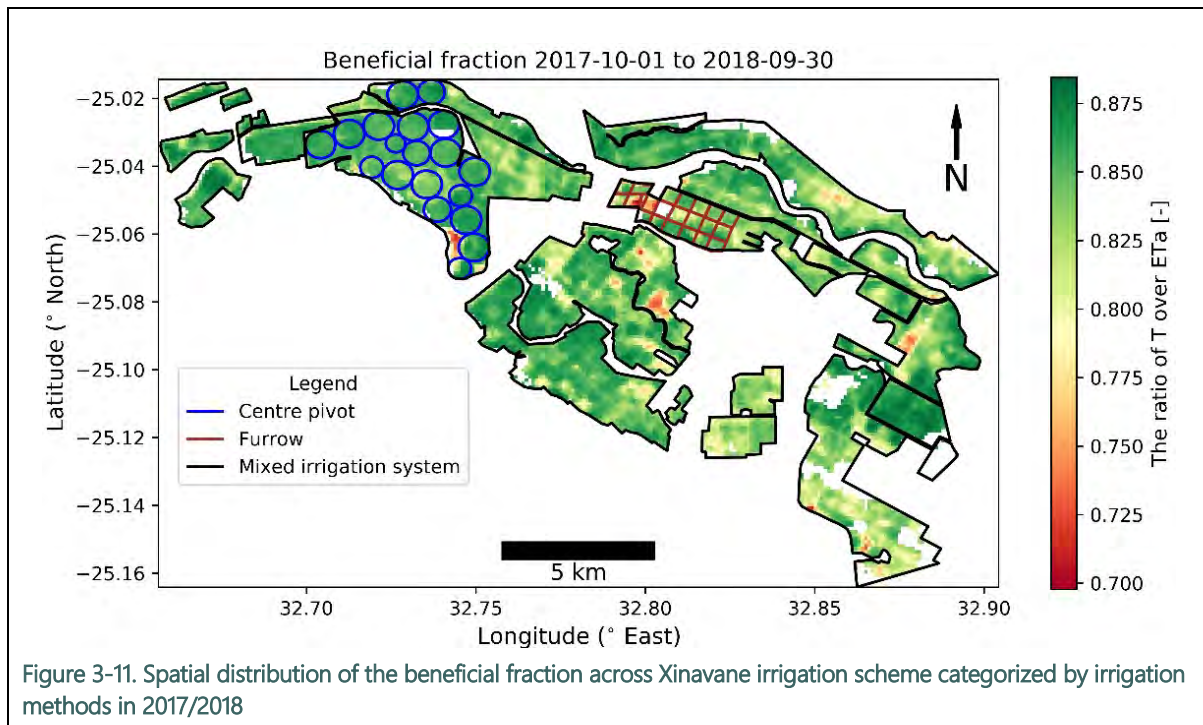 Beneficial fraction 2017-10-01 to 2018-09-30
−25.02
−25.04
−25.06
−25.08
−25.10
−25.12
−25.14
−25.16
Latitude (° North)
N
Legend
Centre pivot
Furrow
Mixed irrigation system
5 km
32.70
32.75
32.80
32.85
32.90
Longitude (° East)
0.875
0.850
0.825
0.800
0.775
0.750
0.725
0.700
The ratio of T over ETa [-]
Figure 3-11. Spatial distribution of the beneficial fraction across Xinavane irrigation scheme categorized by irrigation
methods in 2017/2018